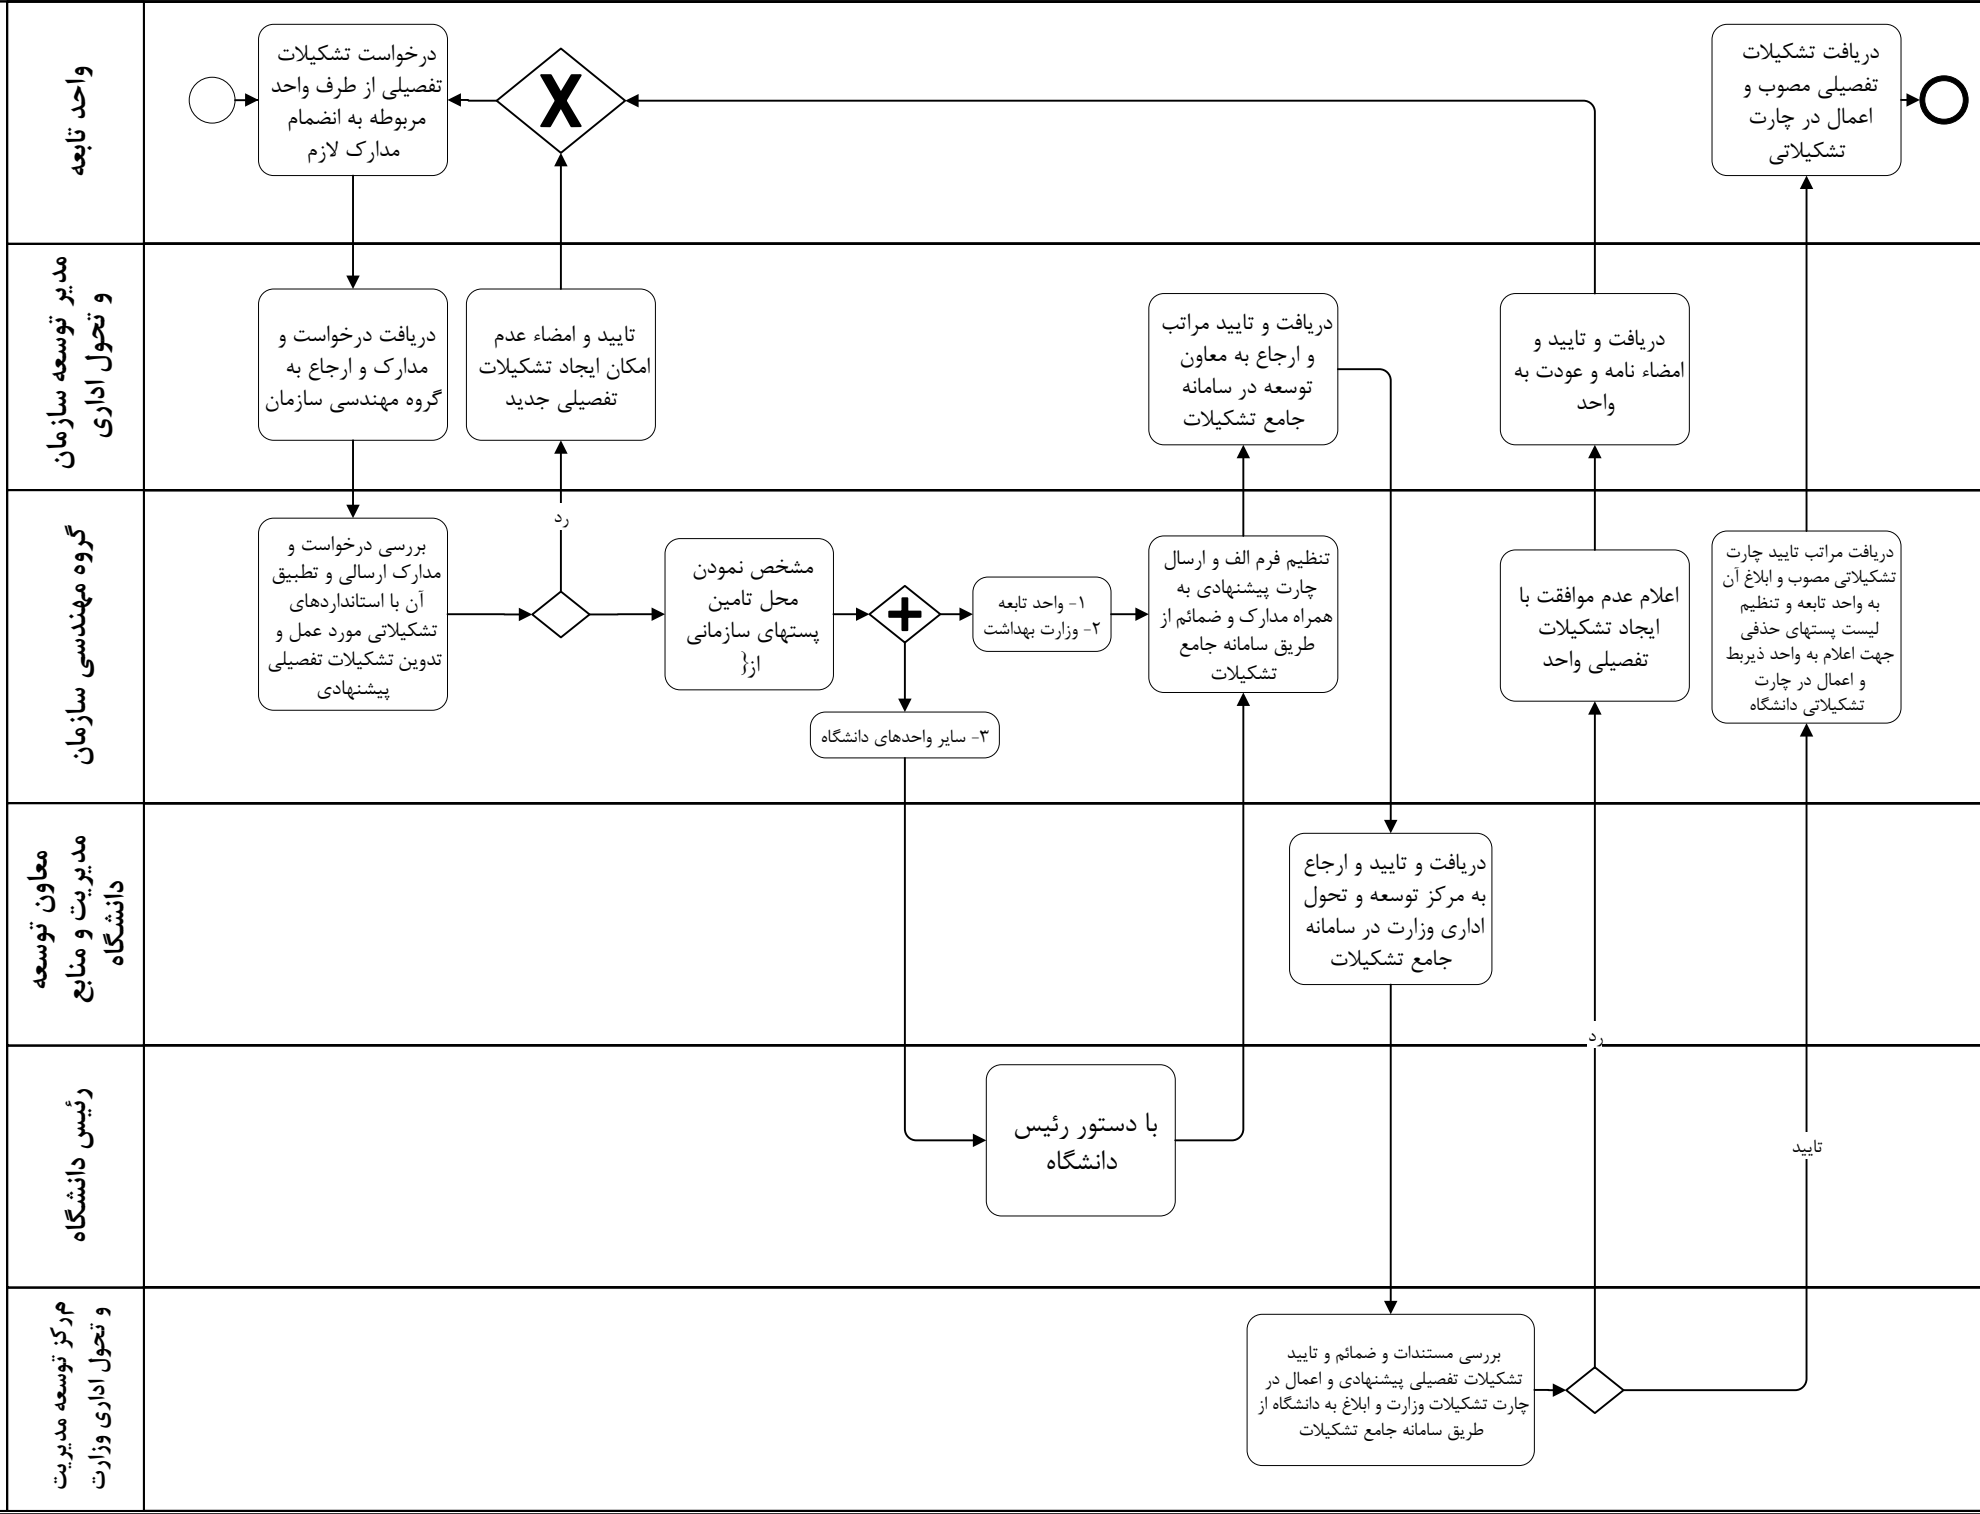 واحد تابعه
درخواست تشکیلات
تفصیلی از طرف واحد
مربوطه به انضمام
مدارک لازم
X
دریافت تشکیلات
تفصیلی مصوب و
اعمال در چارت
تشکیلاتی
مدیر توسعه سازمان
و تحول اداری
دریافت درخواست و
مدارک و ارجاع به
گروه مهندسی سازمان
تایید و امضاء عدم
امکان ایجاد تشکیلات
تفصیلی جدید
دریافت و تایید مراتب
و ارجاع به معاون
توسعه در سامانه
جامع تشکیلات
دریافت و تایید و
امضاء نامه و عودت به
واحد
گروه مهندسی سازمان
بررسی درخواست و
مدارک ارسالی و تطبیق
آن با استانداردهای
تشکیلاتی مورد عمل و
تدوین تشکیلات تفصیلی
پیشنهادی
رد
مشخص نمودن
محل تامین
پستهای سازمانی
از{
۱- واحد تابعه
۲- وزارت بهداشت
۳- سایر واحدهای دانشگاه
تنظیم فرم الف و ارسال
چارت پیشنهادی به
همراه مدارک و ضمائم از
طریق سامانه جامع
تشکیلات
اعلام عدم موافقت با
ایجاد تشکیلات
تفصیلی واحد
دریافت مراتب تایید چارت
تشکیلاتی مصوب و ابلاغ آن
به واحد تابعه و تنظیم
لیست پستهای حذفی
جهت اعلام به واحد ذیربط
و اعمال در چارت
تشکیلاتی دانشگاه
معاون توسعه
مدیریت و منابع
دانشگاه
دریافت و تایید و ارجاع
به مرکز توسعه و تحول
اداری وزارت در سامانه
جامع تشکیلات
رد
رئیس دانشگاه
با دستور رئیس
دانشگاه
تایید
مرکز توسعه مدیریت
و تحول اداری وزارت
بررسی مستندات و ضمائم و تایید
تشکیلات تفصیلی پیشنهادی و اعمال در
چارت تشکیلات وزارت و ابلاغ به دانشگاه از
طریق سامانه جامع تشکیلات